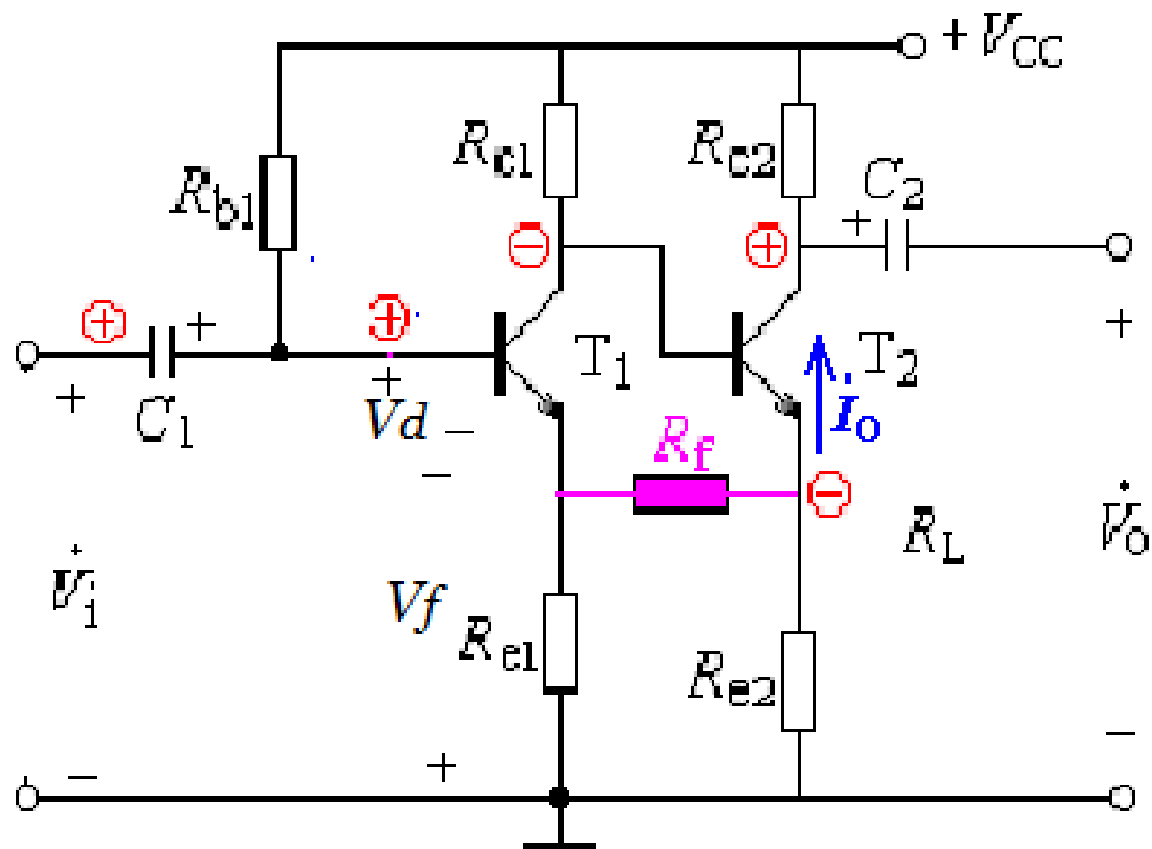 + VCC
Rc1
Rc2
C2
Rb1
+
⊖
⊕
⊕
+
⊕
+
+
C1
+
Vd −
−
T1
T2
İo
+
Rf
⊖
RL
V̇o
V̇i
Vf
Re1
Re2
−
+
−